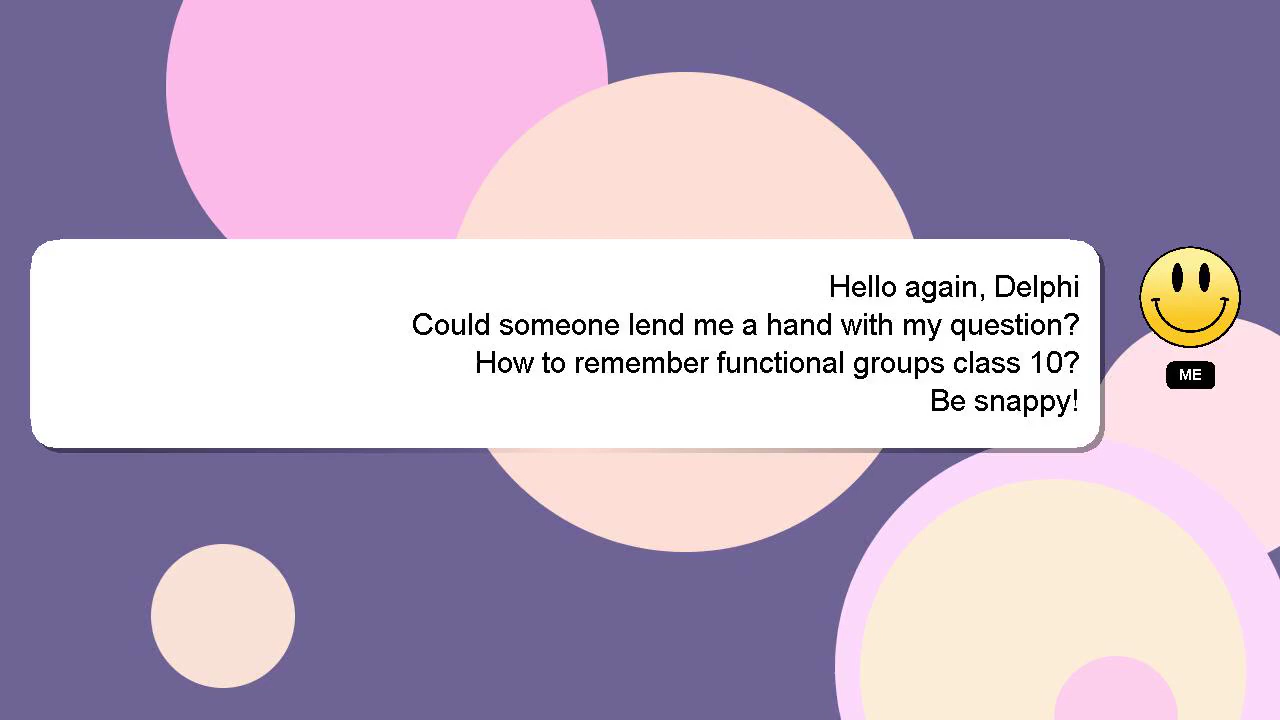 Hello again, Delphi
Could someone lend me a hand with my question?
How to remember functional groups class 10?
Be snappy!
ME